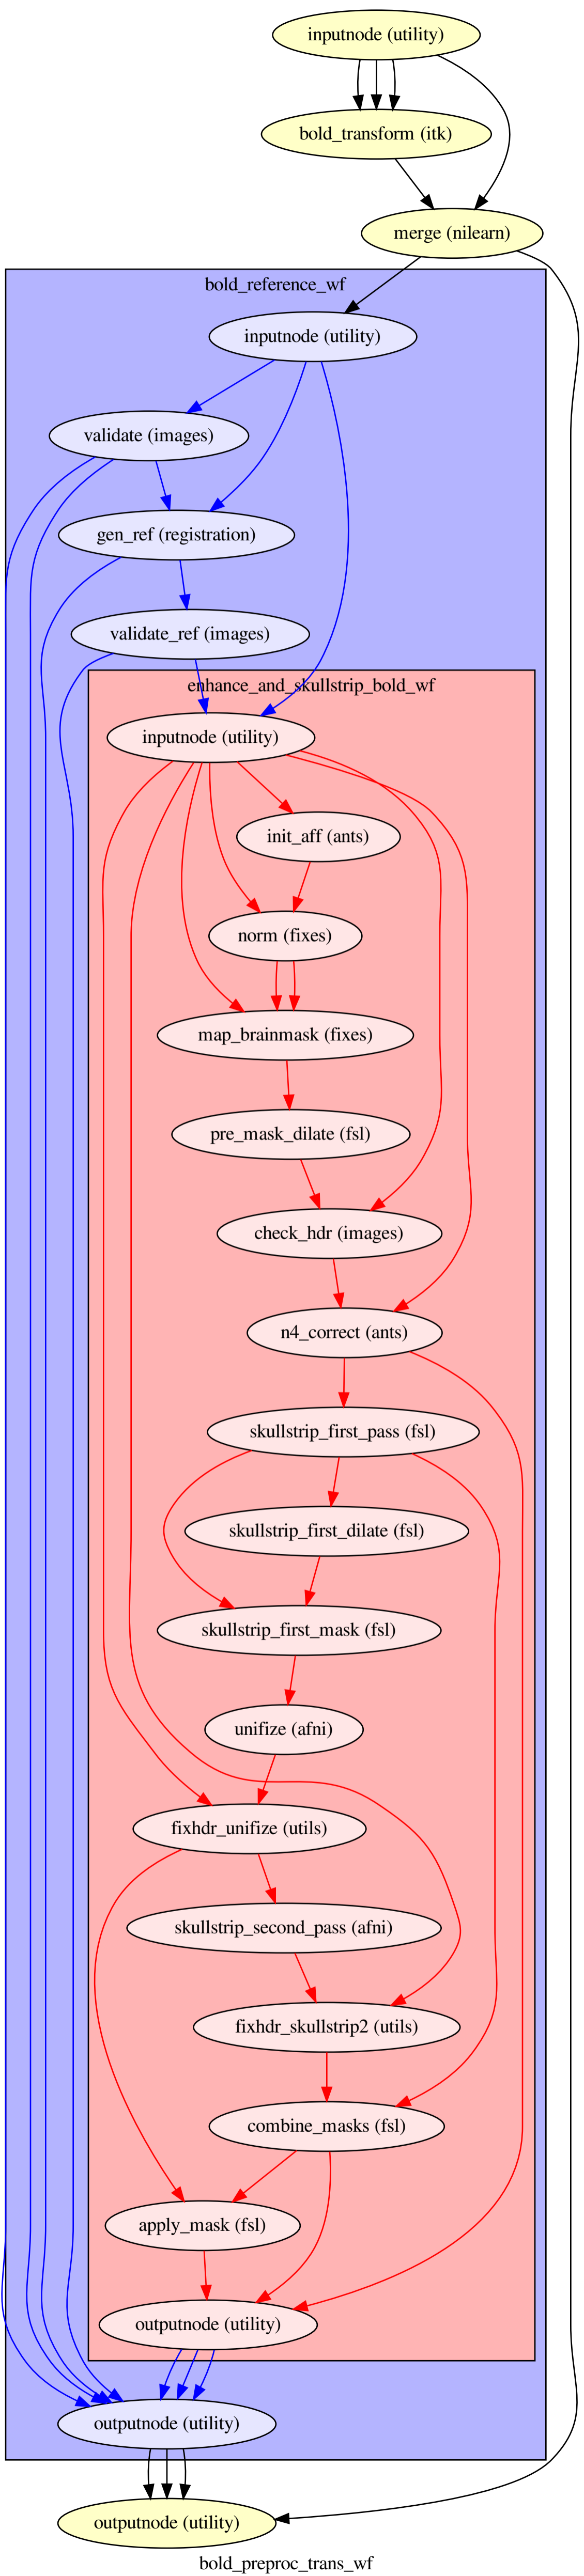 inputnode (utility)
bold_transform (itk)
merge (nilearn)
bold_reference_wf
inputnode (utility)
validate (images)
gen_ref (registration)
validate_ref (images)
enhance_and_skullstrip_bold_wf
inputnode (utility)
init_aff (ants)
norm (fixes)
map_brainmask (fixes)
pre_mask_dilate (fsl)
check_hdr (images)
n4_correct (ants)
skullstrip_first_pass (fsl)
skullstrip_first_dilate (fsl)
skullstrip_first_mask (fsl)
unifize (afni)
fixhdr_unifize (utils)
skullstrip_second_pass (afni)
fixhdr_skullstrip2 (utils)
combine_masks (fsl)
apply_mask (fsl)
outputnode (utility)
outputnode (utility)
outputnode (utility)
bold_preproc_trans_wf